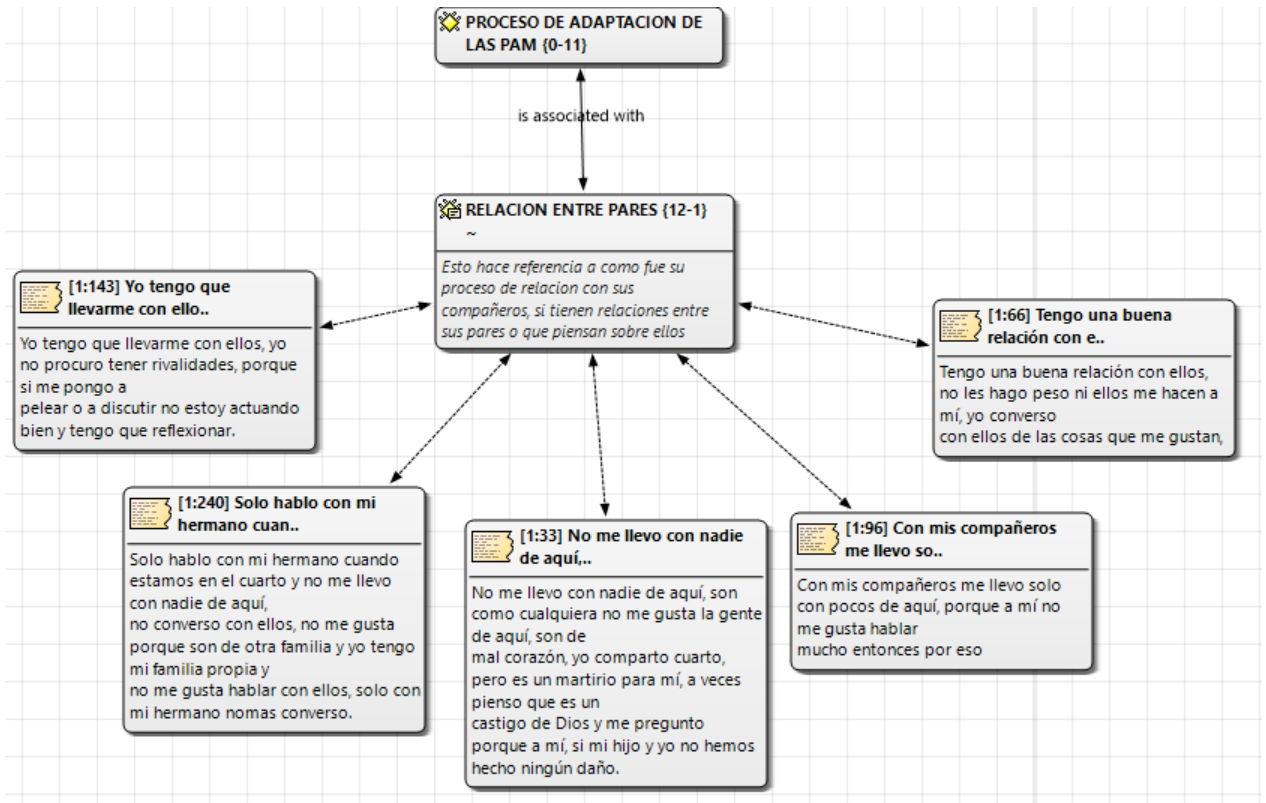 PROCESO DE ADAPTACION DE
LAS PAM {0-11}
is associated with
RELACION ENTRE PARES {12-1}
~
Esto hace referencia a como fue su
proceso de relacion con sus
compañeros, si tienen relaciones entre
sus pares o que piensan sobre ellos
[1:143] Yo tengo que
llevarme con ello..
Yo tengo que llevarme con ellos, yo
no procuro tener rivalidades, porque
si me pongo a
pelear o a discutir no estoy actuando
bien y tengo que reflexionar.
[1:66] Tengo una buena
relación con e..
Tengo una buena relación con ellos,
no les hago peso ni ellos me hacen a
mí, yo converso
con ellos de las cosas que me gustan,
[1:240] Solo hablo con mi
hermano cuan..
Solo hablo con mi hermano cuando
estamos en el cuarto y no me llevo
con nadie de aquí,
no converso con ellos, no me gusta
porque son de otra familia y yo tengo
mi familia propia y
no me gusta hablar con ellos, solo con
mi hermano nomas converso.
[1:33] No me llevo con nadie
de aquí,..
No me llevo con nadie de aquí, son
como cualquiera no me gusta la gente
de aquí, son de
mal corazón, yo comparto cuarto,
pero es un martirio para mí, a veces
pienso que es un
castigo de Dios y me pregunto
porque a mí, si mi hijo y yo no hemos
hecho ningún daño.
[1:96] Con mis compañeros
me llevo so..
Con mis compañeros me llevo solo
con pocos de aquí, porque a mí no
me gusta hablar
mucho entonces por eso